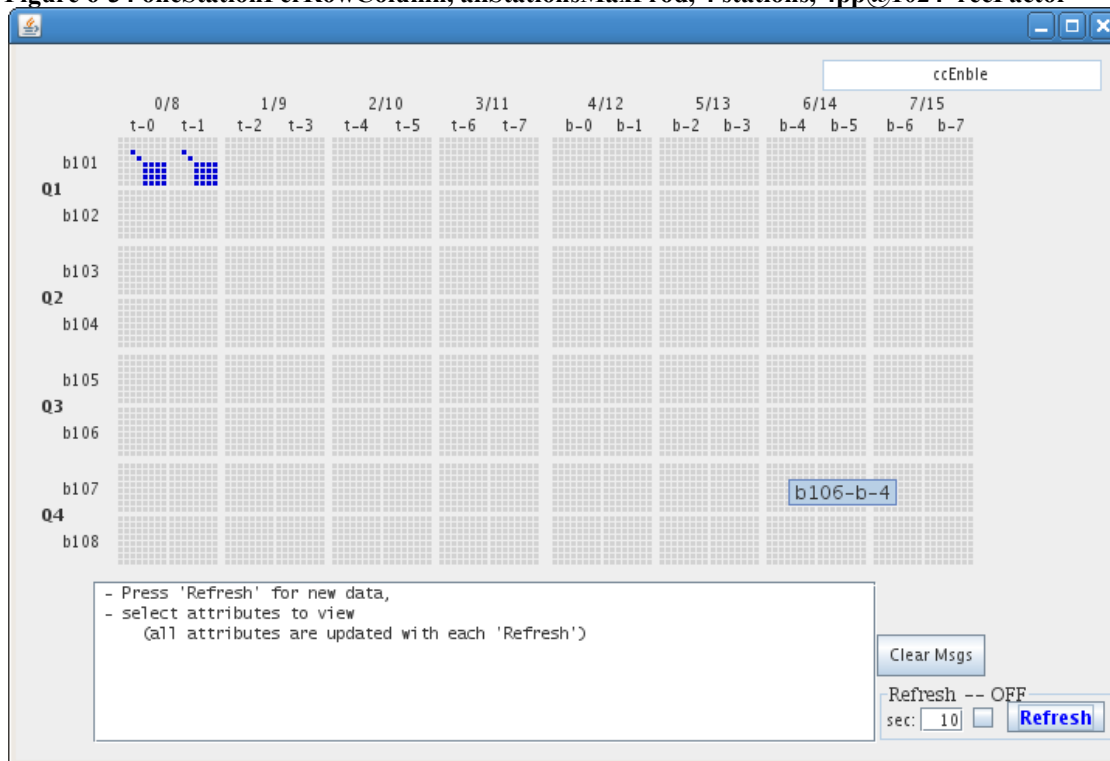 ccEnble
0/8 1/9 2/10 3/11 4/12 5/13 6/14 7/15
t-0 t-1 t-2 t-3 t-4 t-5 t-6 t-7 b-0 b-1 b-2 b-3 b-4 b-5 b-6 b-7
b101
Q1
b102
b103
Q2
b104
b105
Q3
b106
b107
b106-b-4
Q4
b108
- Press 'Refresh' for new data,
- select attributes to view
(all attributes are updated with each 'Refresh')
Clear Msgs
Refresh -- OFF
sec: 10 Refresh